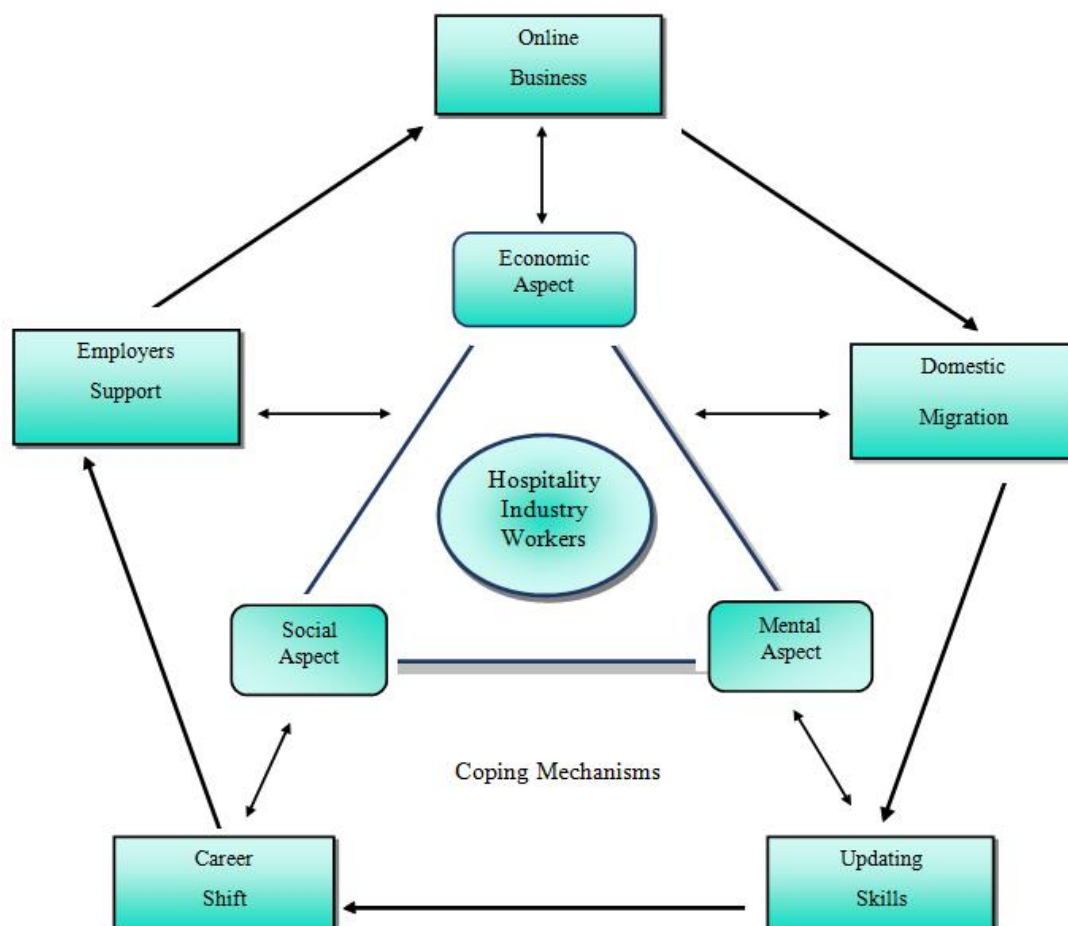 Online
Business
Economic
Aspect
Employers
Support
Domestic
Migration
Hospitality
Industry
Workers
Social
Aspect
Mental
Aspect
Coping Mechanisms
Career
Shift
Updating
Skills